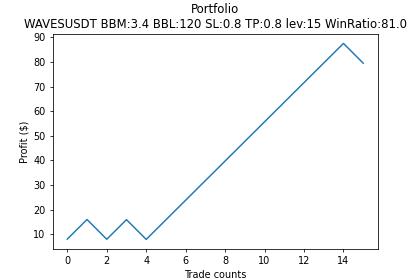 Portfolio
WAVESUSDT BBM:3.4 BBL:120 SL:0.8 TP:0.8 lev:15 WinRatio:81.0
90
80
70
60
50
40
30
20
10
Profit ($)
0 2 4 6 8 10 12 14
Trade counts